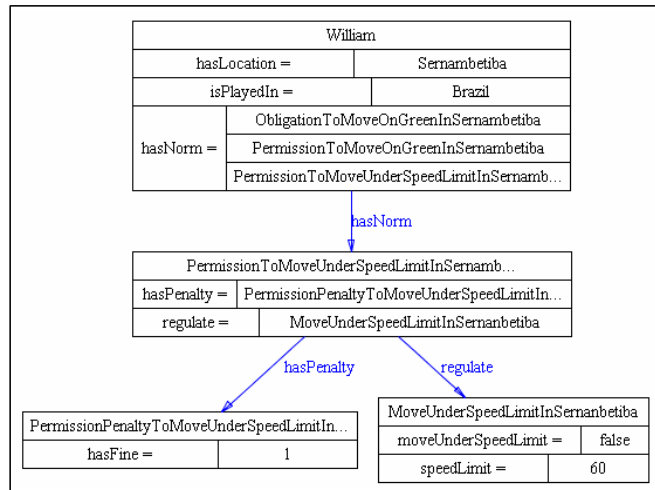 William
hasLocation = Sernambetiba
isPlayedIn = Brazil
hasNorm =
ObligationToMoveOnGreenInSernambetiba
PermissionToMoveOnGreenInSernambetiba
PermissionToMoveUnderSpeedLimitInSernamb...
hasNorm
PermissionToMoveUnderSpeedLimitInSernamb...
hasPenalty = PermissionPenaltyToMoveUnderSpeedLimitIn...
regulate = MoveUnderSpeedLimitInSernanbetiba
hasPenalty
regulate
PermissionPenaltyToMoveUnderSpeedLimitIn...
hasFine = 1
MoveUnderSpeedLimitInSernanbetiba
moveUnderSpeedLimit = false
speedLimit = 60